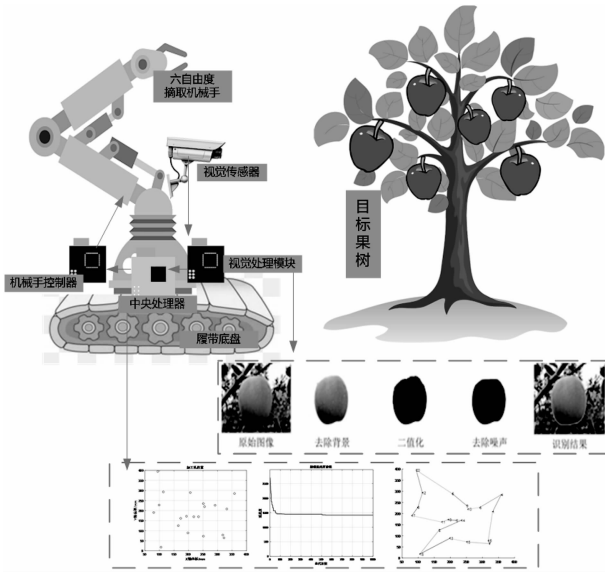 六自由度
摘取机械手
视觉传感器
目标果树
机械手控制器
视觉处理模块
中央处理器
履带底盘
原始图像
去除背景
二值化
去除噪声
识别结果